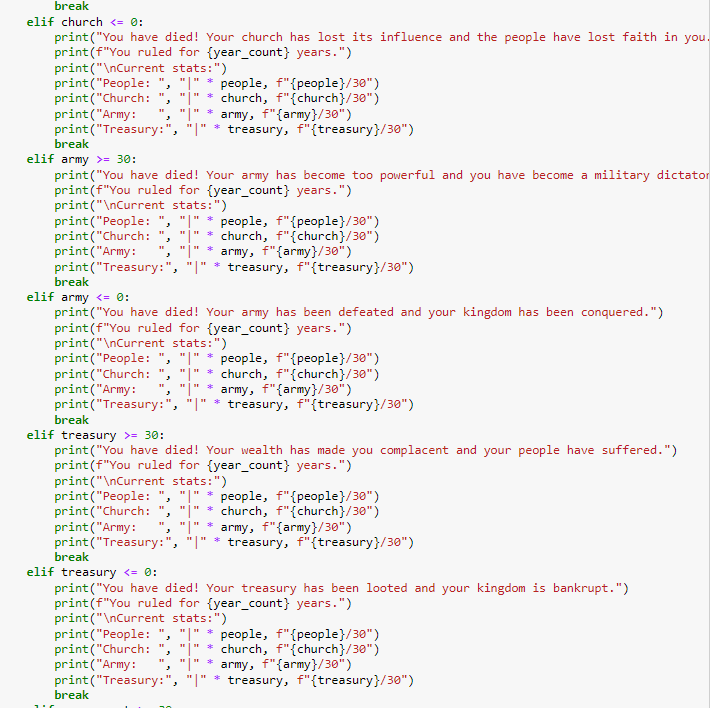 break
elif church <= 0:
print("You have died! Your church has lost its influence and the people have lost faith in you.
print(f"You ruled for {year_count} years.")
print("\nCurrent stats:")
print("People: ", "|" * people, f"{people}/30")
print("Church: ", "|" * church, f"{church}/30")
print("Army:   ", "|" * army, f"{army}/30")
print("Treasury:", "|" * treasury, f"{treasury}/30")
break
elif army >= 30:
print("You have died! Your army has become too powerful and you have become a military dictator
print(f"You ruled for {year_count} years.")
print("\nCurrent stats:")
print("People: ", "|" * people, f"{people}/30")
print("Church: ", "|" * church, f"{church}/30")
print("Army:   ", "|" * army, f"{army}/30")
print("Treasury:", "|" * treasury, f"{treasury}/30")
break
elif army <= 0:
print("You have died! Your army has been defeated and your kingdom has been conquered.")
print(f"You ruled for {year_count} years.")
print("\nCurrent stats:")
print("People: ", "|" * people, f"{people}/30")
print("Church: ", "|" * church, f"{church}/30")
print("Army:   ", "|" * army, f"{army}/30")
print("Treasury:", "|" * treasury, f"{treasury}/30")
break
elif treasury >= 30:
print("You have died! Your wealth has made you complacent and your people have suffered.")
print(f"You ruled for {year_count} years.")
print("\nCurrent stats:")
print("People: ", "|" * people, f"{people}/30")
print("Church: ", "|" * church, f"{church}/30")
print("Army:   ", "|" * army, f"{army}/30")
print("Treasury:", "|" * treasury, f"{treasury}/30")
break
elif treasury <= 0:
print("You have died! Your treasury has been looted and your kingdom is bankrupt.")
print(f"You ruled for {year_count} years.")
print("\nCurrent stats:")
print("People: ", "|" * people, f"{people}/30")
print("Church: ", "|" * church, f"{church}/30")
print("Army:   ", "|" * army, f"{army}/30")
print("Treasury:", "|" * treasury, f"{treasury}/30")
break